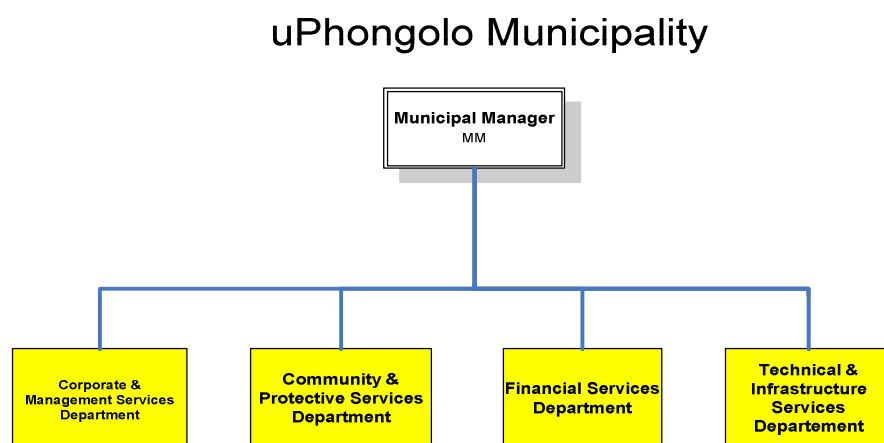 uPhongolo Municipality
Municipal Manager
MM
Corporate &
Management Services
Department
Community &
Protective Services
Department
Financial Services
Department
Technical &
Infrastructure
Services
Departement